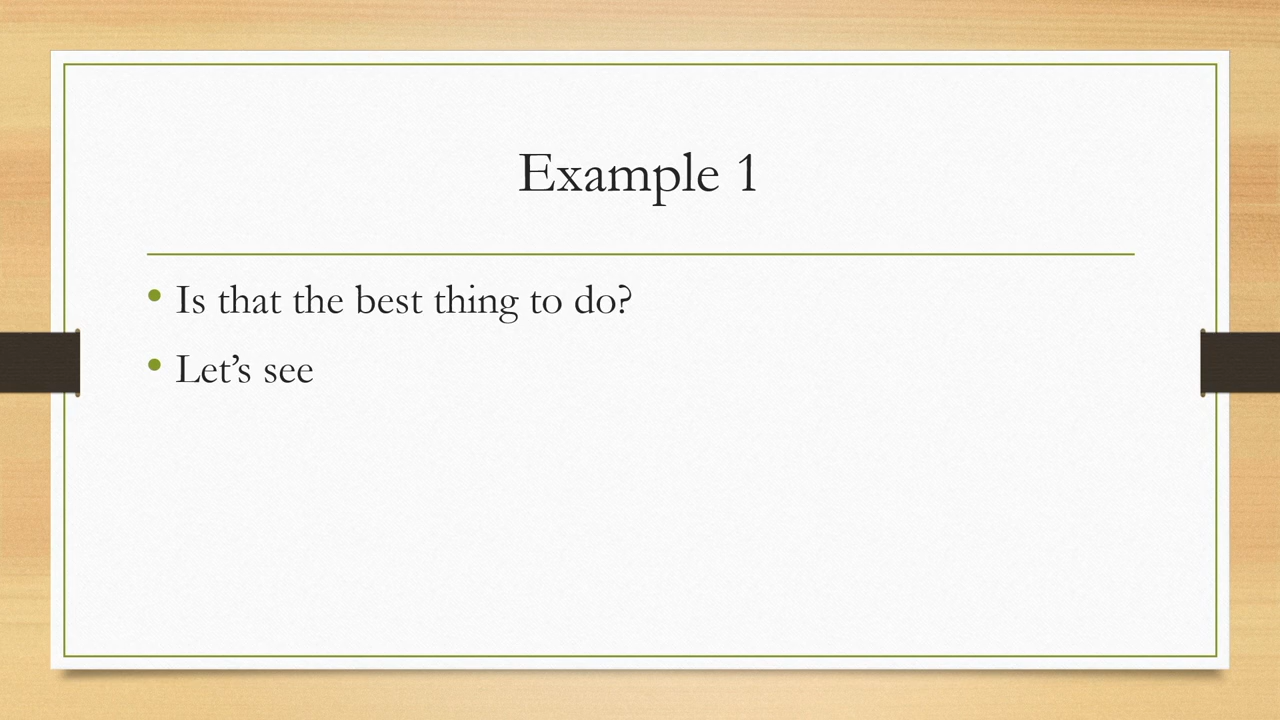 Example 1
• Is that the best thing to do?
• Let’s see